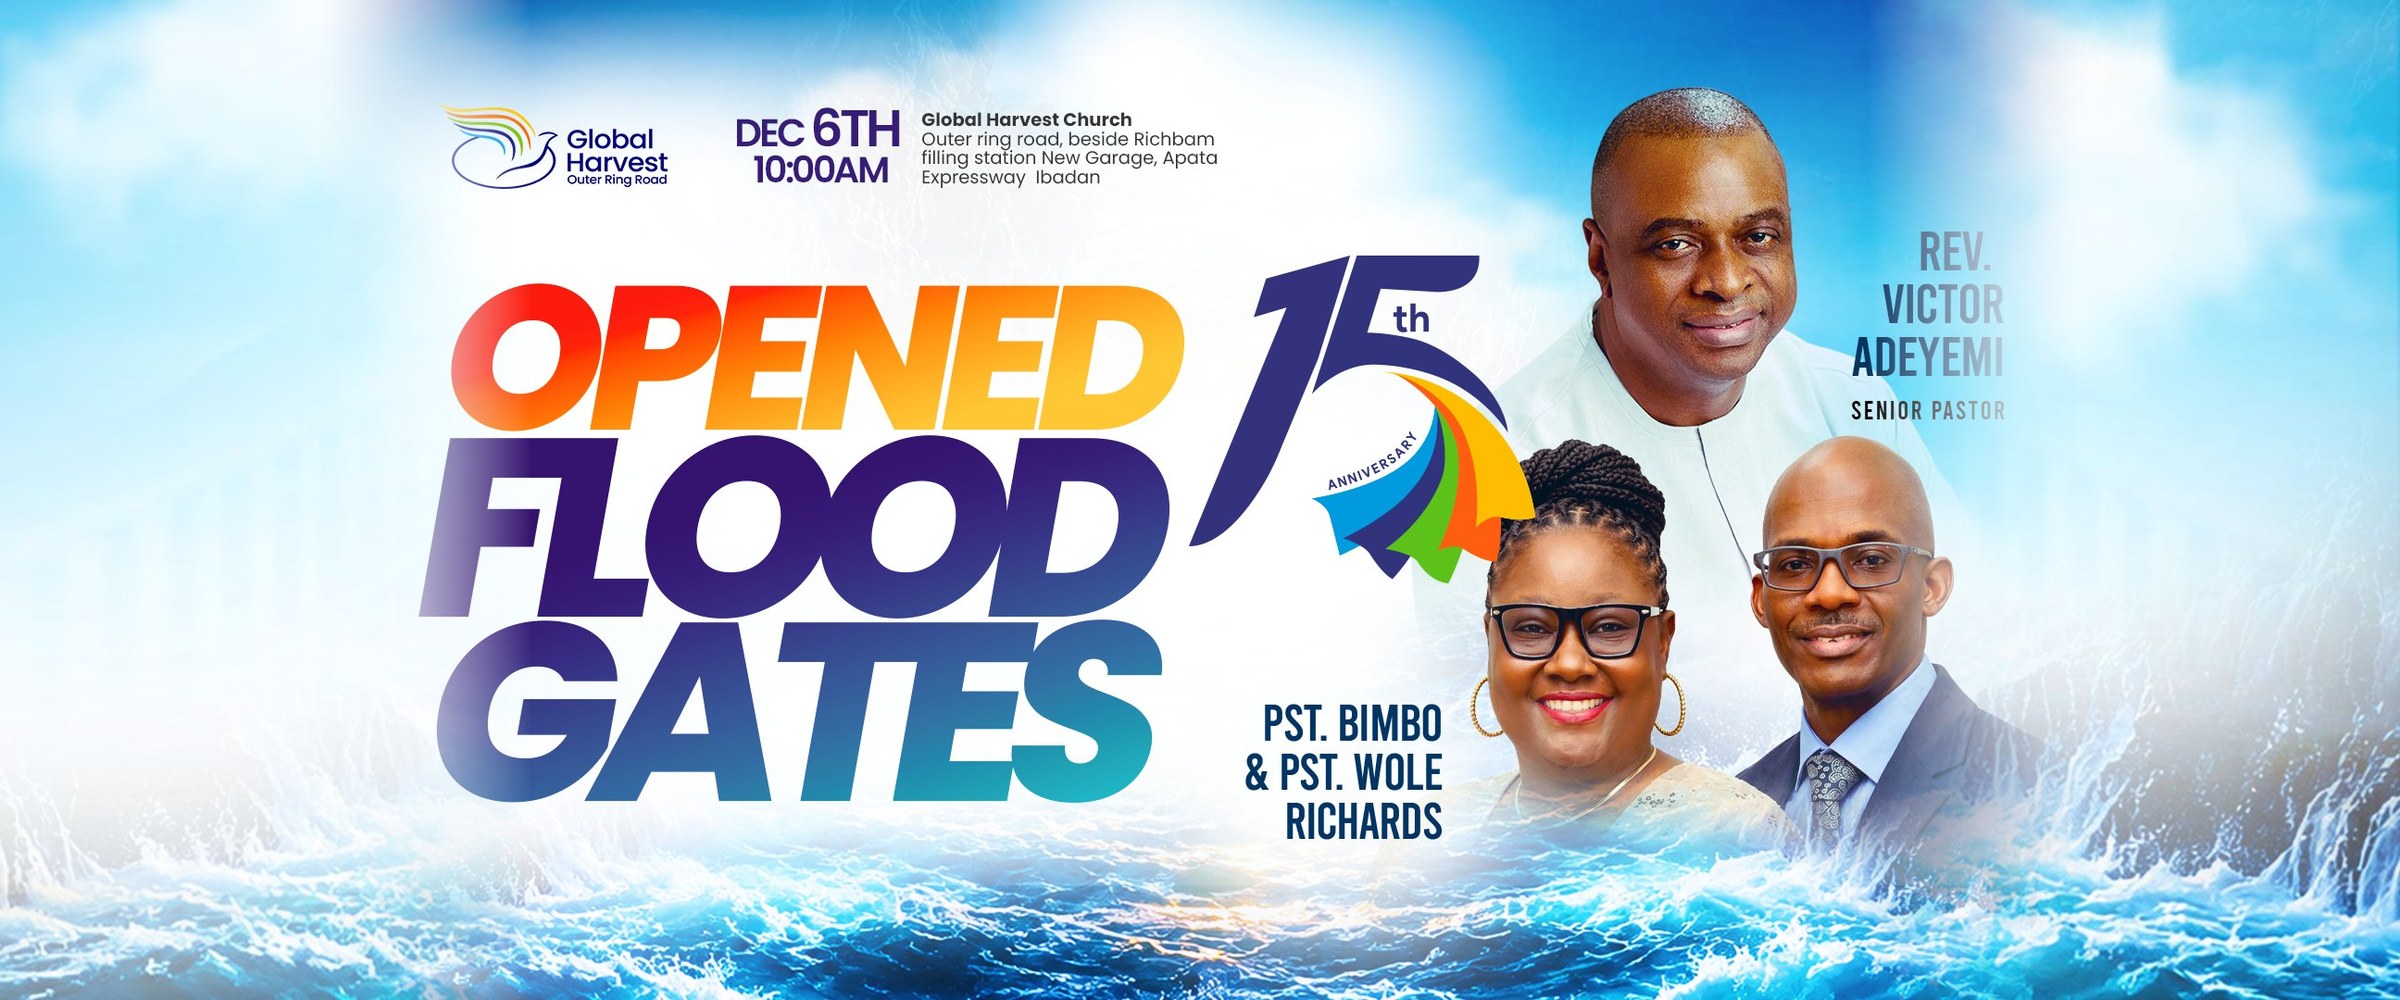 Global
Harvest
Outer Ring Road
DEC 6TH
10:00AM
Global Harvest Church
Outer ring road, beside Richbam
filling station New Garage, Apata
Expressway Ibadan
OPENED
FLOOD
GATES
15th
ANNIVERSARY
REV.
VICTOR
ADEYEMI
SENIOR PASTOR
PST. BIMBO
& PST. WOLE
RICHARDS